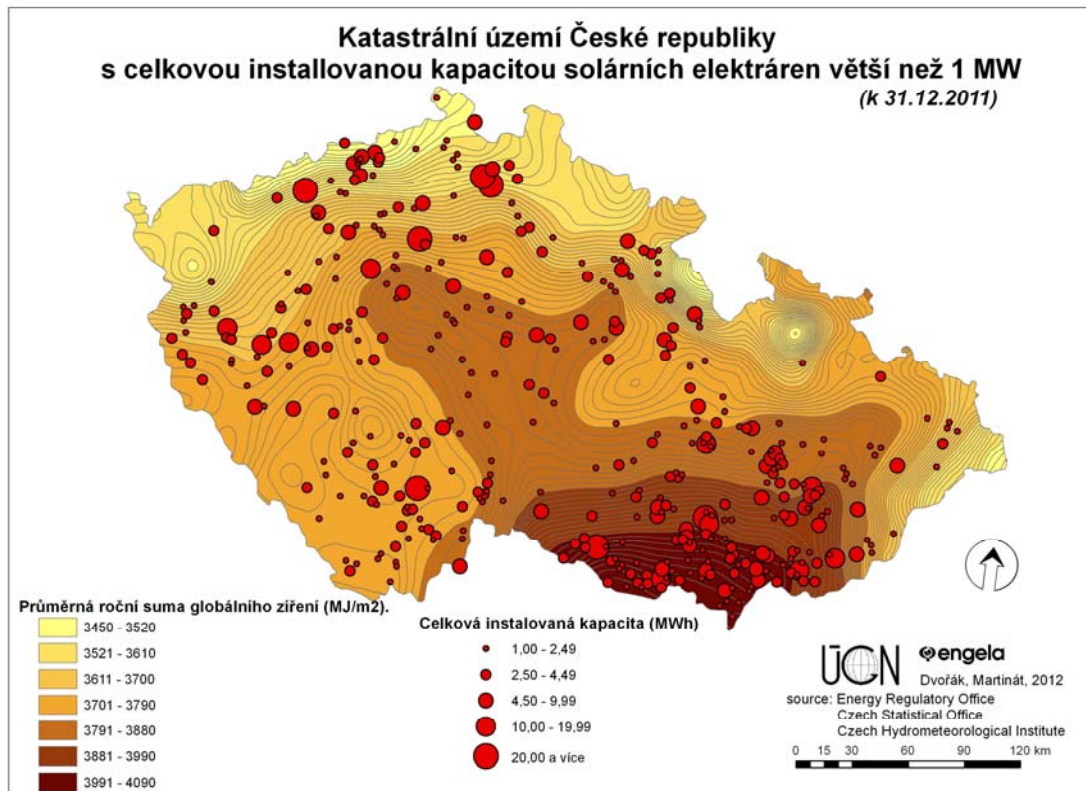 Katastrální území České republiky
s celkovou installovanou kapacitou solárních elektráren větší než 1 MW
(k 31.12.2011)
Průměrná roční suma globálního zíření (MJ/m2).
3450 - 3520
3521 - 3610
3611 - 3700
3701 - 3790
3791 - 3880
3881 - 3990
3991 - 4090
Celková instalovaná kapacita (MWh)
1,00 - 2,49
2,50 - 4,49
4,50 - 9,99
10,00 - 19,99
20,00 a více
ÚGN
engela
Dvořák, Martinát, 2012
source: Energy Regulatory Office
Czech Statistical Office
Czech Hydrometeorological Institute
0 15 30 60 90 120 km